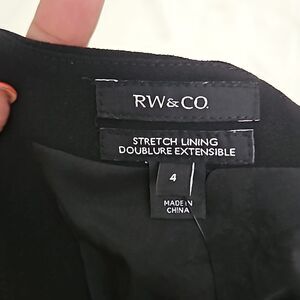 RW&CO.
STRETCH LINING
DOUBLURE EXTENSIBLE
4
MADE IN
CHINA